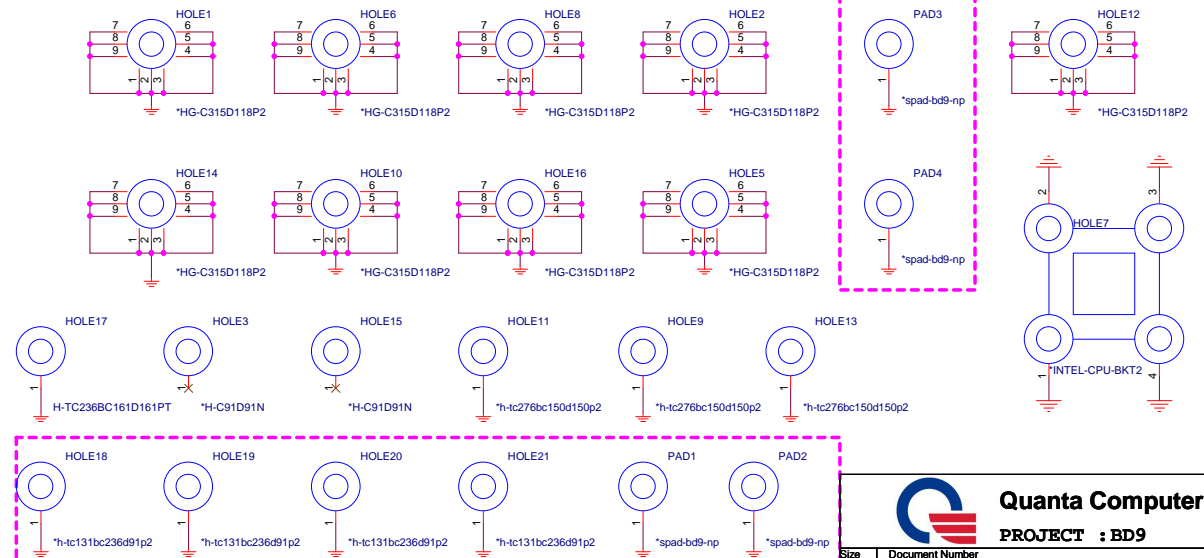 HOLE1 HOLE6 HOLE8 HOLE2 PAD3 HOLE12
7 6 7 6 7 6 7 6 7 6
8 5 8 5 8 5 8 5 8 5
9 4 9 4 9 4 9 4 9 4
1 2 3 1 2 3 1 2 3 1 2 3 1 1 2 3
*spad-bd9-np
*HG-C315D118P2 *HG-C315D118P2 *HG-C315D118P2 *HG-C315D118P2 *HG-C315D118P2
HOLE14 HOLE10 HOLE16 HOLE5 PAD4
7 6 7 6 7 6 7 6
8 5 8 5 8 5 8 5 2 3
9 4 9 4 9 4 9 4
HOLE7
1 2 3 1 2 3 1 2 3 1 2 3 1
*spad-bd9-np
*HG-C315D118P2 *HG-C315D118P2 *HG-C315D118P2 *HG-C315D118P2
HOLE17 HOLE3 HOLE15 HOLE11 HOLE9 HOLE13
*INTEL-CPU-BKT2
1 1 1 1 1 1 1 4
H-TC236BC161D161PT *H-C91D91N *H-C91D91N *h-tc276bc150d150p2 *h-tc276bc150d150p2 *h-tc276bc150d150p2
HOLE18 HOLE19 HOLE20 HOLE21 PAD1 PAD2
1 1 1 1 1 1
*h-tc131bc236d91p2 *h-tc131bc236d91p2 *h-tc131bc236d91p2 *h-tc131bc236d91p2 *spad-bd9-np *spad-bd9-np
Quanta Computer
PROJECT : BD9
Size Document Number